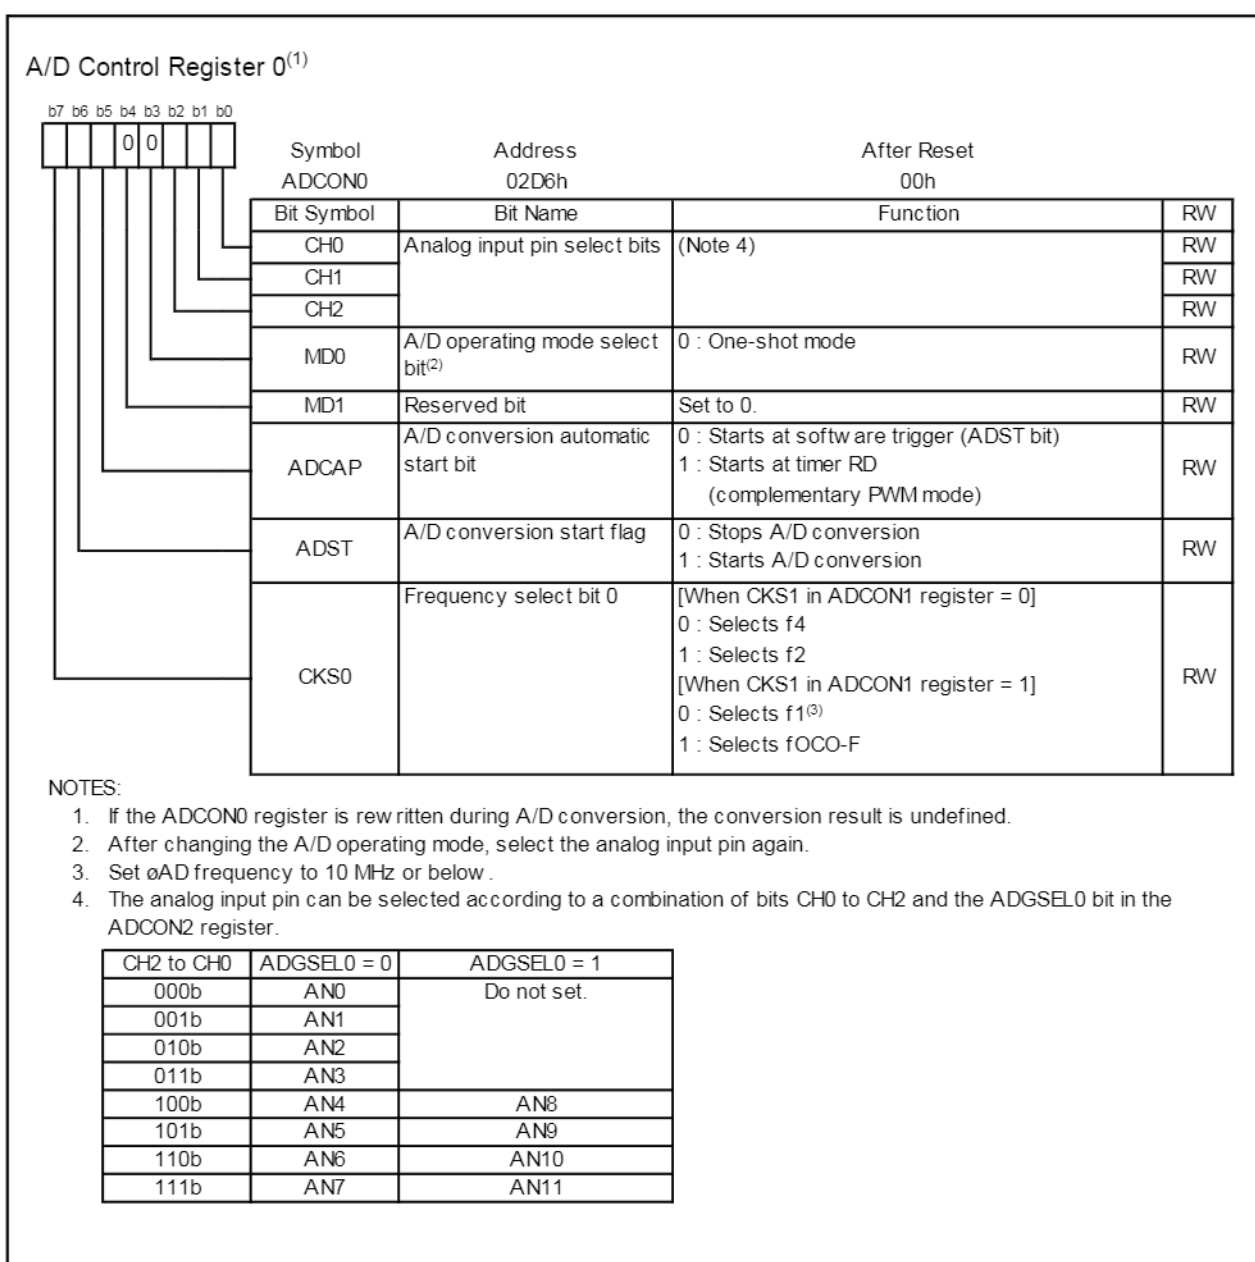 A/D Control Register 0(1)
b7 b6 b5 b4 b3 b2 b1 b0
0 0
Symbol Address After Reset
ADCON0 02D6h 00h
Bit Symbol Bit Name Function RW
CH0 Analog input pin select bits (Note 4) RW
CH1 RW
CH2 RW
MD0 A/D operating mode select bit(2) 0 : One-shot mode RW
MD1 Reserved bit Set to 0. RW
ADCAP A/D conversion automatic start bit 0 : Starts at software trigger (ADST bit)
1 : Starts at timer RD
(complementary PWM mode) RW
ADST A/D conversion start flag 0 : Stops A/D conversion
1 : Starts A/D conversion RW
CKS0 Frequency select bit 0 [When CKS1 in ADCON1 register = 0]
0 : Selects f4
1 : Selects f2
[When CKS1 in ADCON1 register = 1]
0 : Selects f1(3)
1 : Selects fOCO-F RW
NOTES:
1. If the ADCON0 register is rewritten during A/D conversion, the conversion result is undefined.
2. After changing the A/D operating mode, select the analog input pin again.
3. Set øAD frequency to 10 MHz or below.
4. The analog input pin can be selected according to a combination of bits CH0 to CH2 and the ADGSEL0 bit in the
ADCON2 register.
CH2 to CH0 ADGSEL0 = 0 ADGSEL0 = 1
000b AN0 Do not set.
001b AN1
010b AN2
011b AN3
100b AN4 AN8
101b AN5 AN9
110b AN6 AN10
111b AN7 AN11